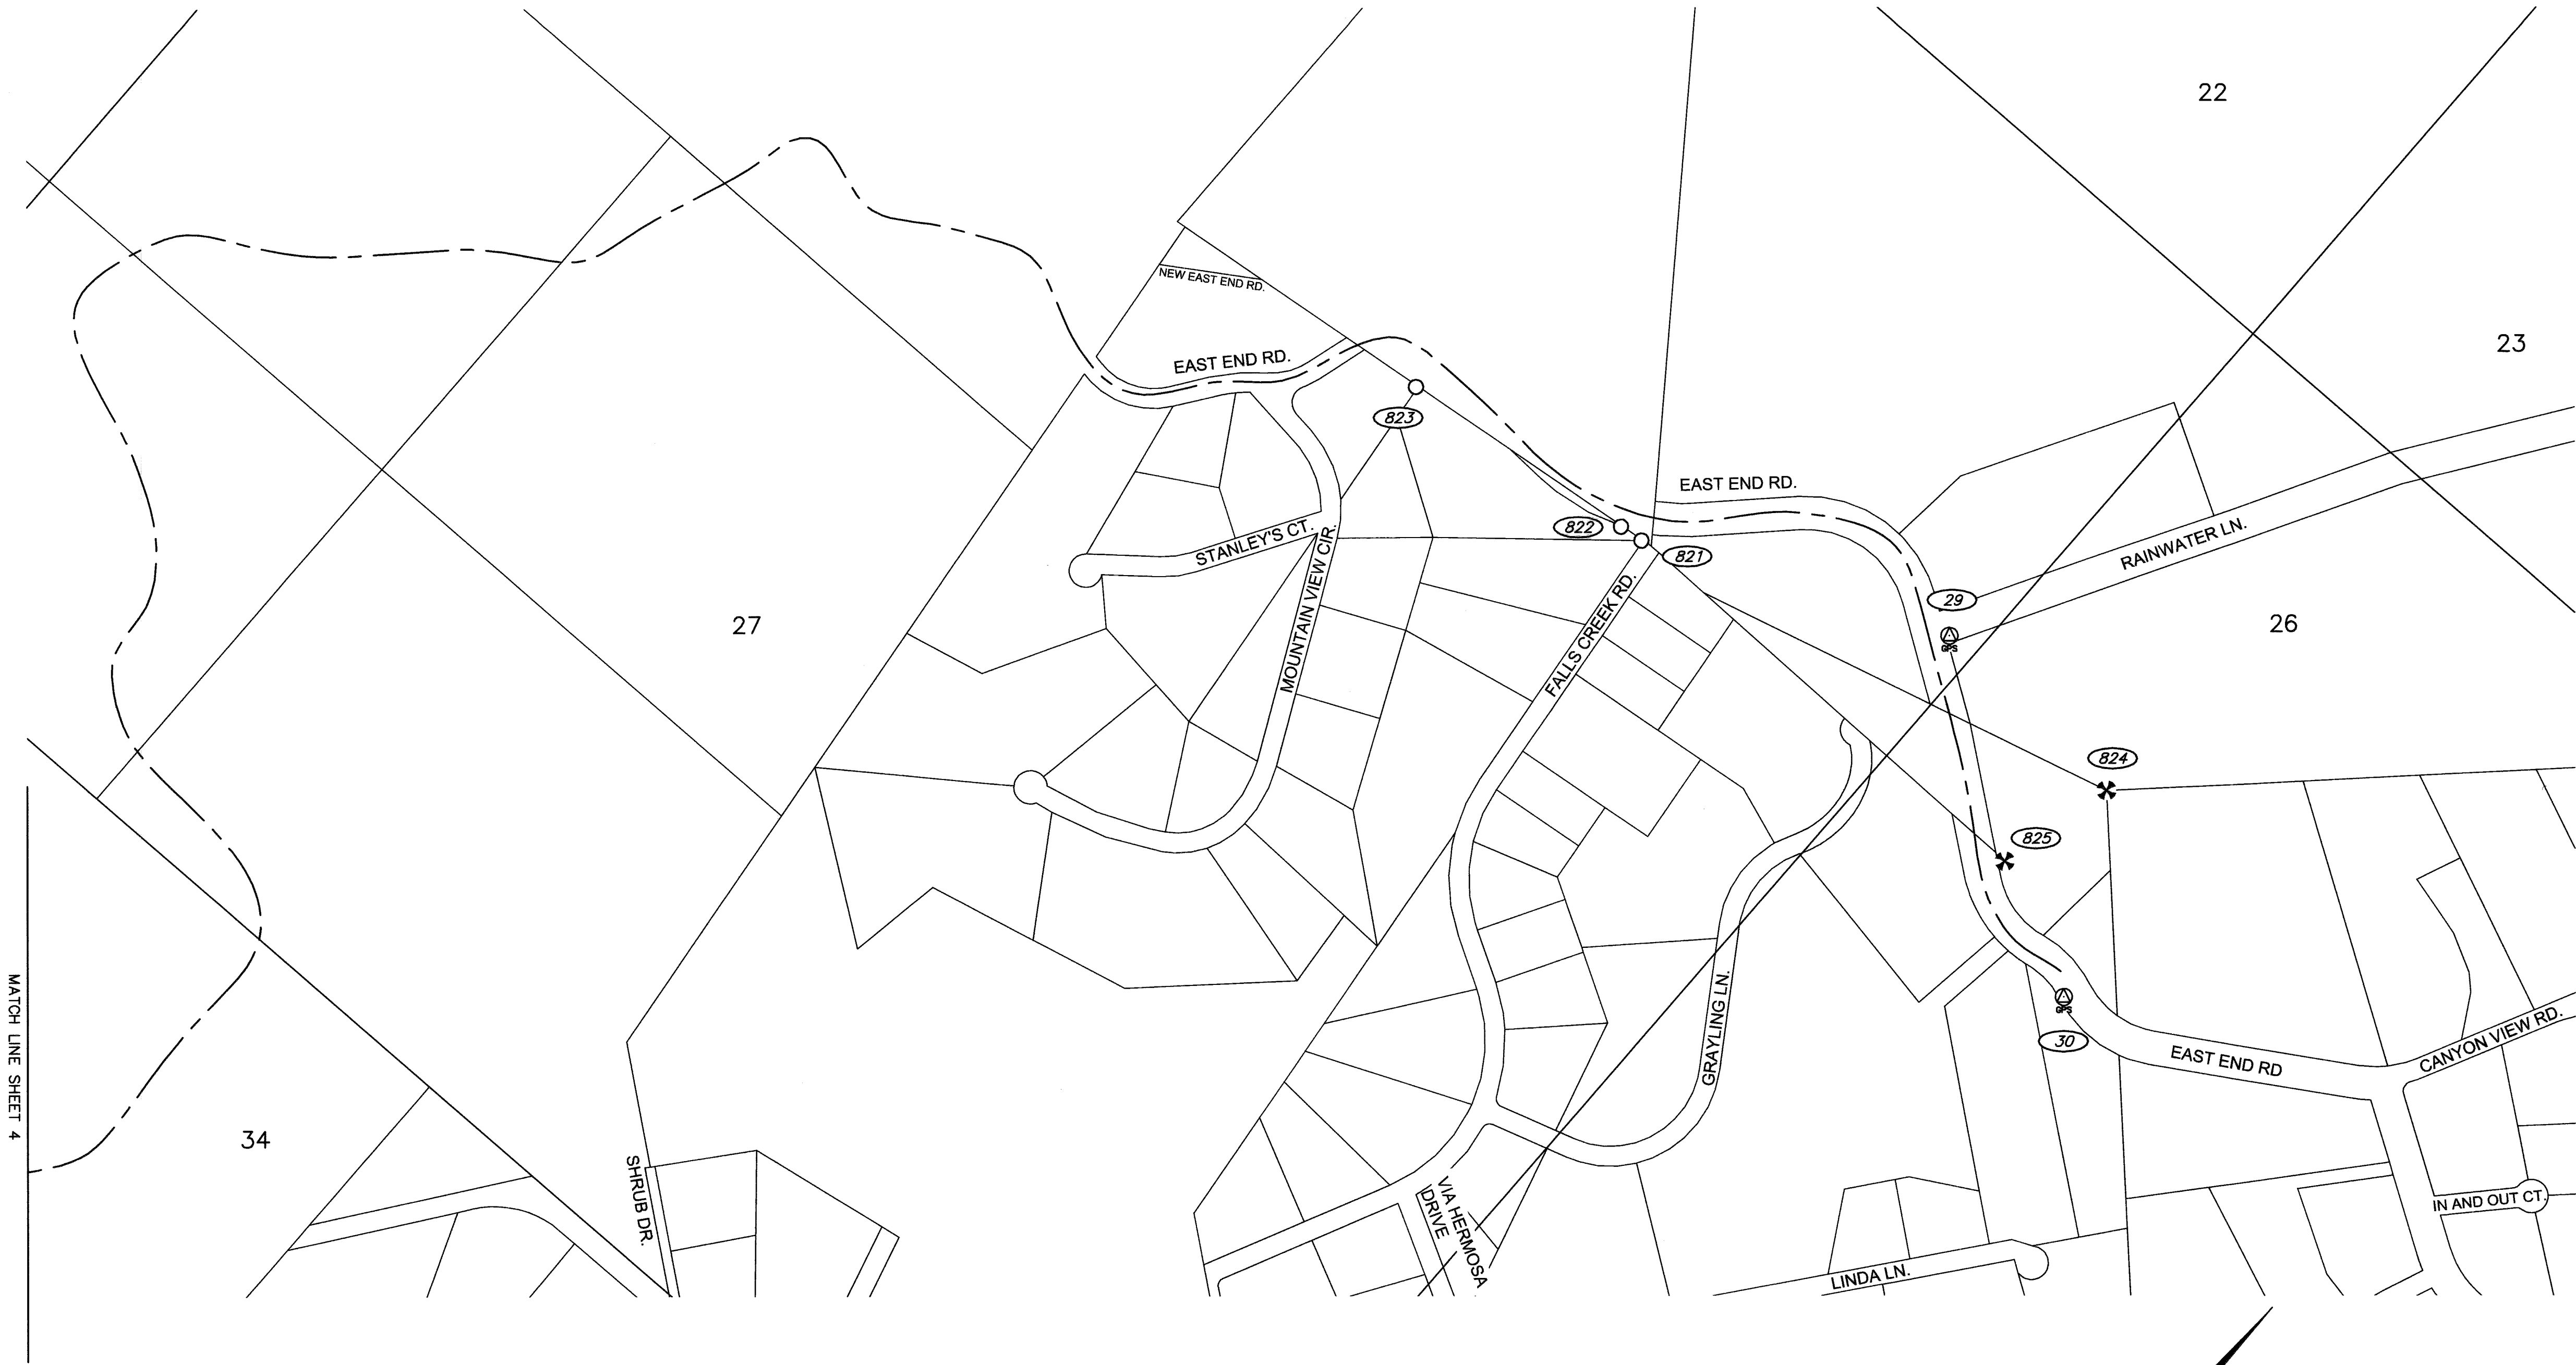 22
NEW EAST END RD.
23
EAST END RD.
823
EAST END RD.
822
821
STANLEY'S CT.
RAINWATER LN.
29
GPS
27
26
MOUNTAIN VIEW CIR.
FALLS CREEK RD.
824
825
GPS
30
EAST END RD
CANYON VIEW RD.
GRAYLING LN.
MATCH LINE SHEET 4
34
SHRUB DR.
VIA HERMOSA
DRIVE
IN AND OUT CT.
LINDA LN.